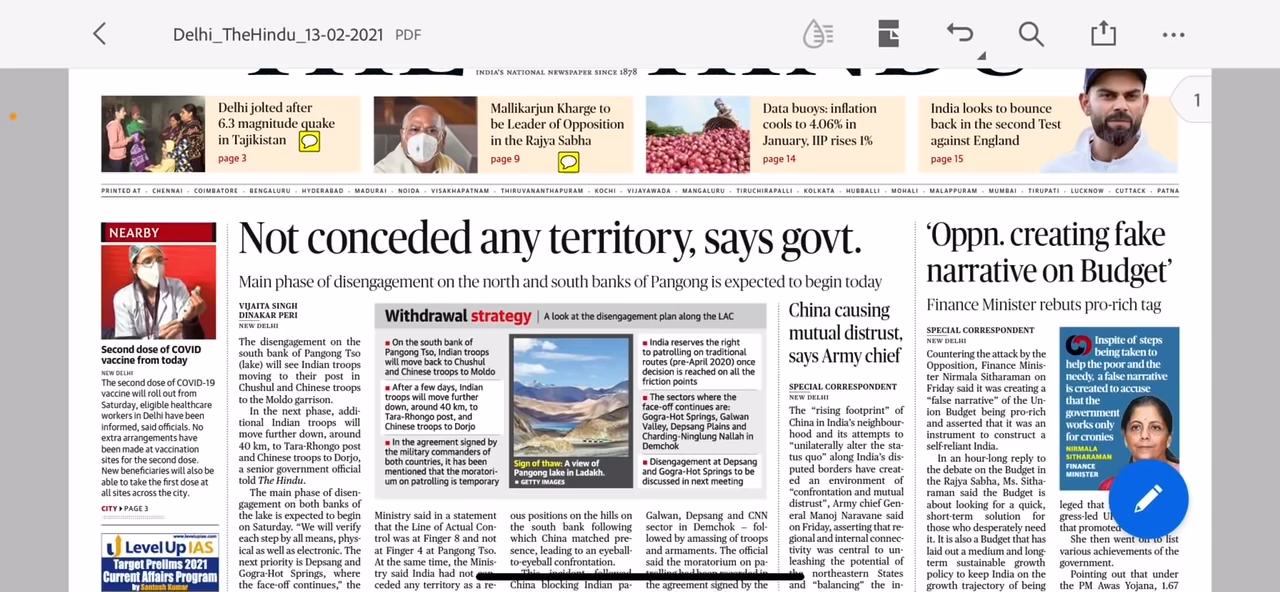 Delhi_TheHindu_13-02-2021 PDF
INDIA'S NATIONAL NEWSPAPER SINCE 1878
1
Delhi jolted after
6.3 magnitude quake
in Tajikistan
page 3
Mallikarjun Kharge to
be Leader of Opposition
in the Rajya Sabha
page 9
Data buoys: inflation
cools to 4.06% in
January, IIP rises 1%
page 14
India looks to bounce
back in the second Test
against England
page 15
PRINTED AT • CHENNAI • COIMBATORE • BENGALURU • HYDERABAD • MADURAI • NOIDA • VISAKHAPATNAM • THIRUVANANTHAPURAM • KOCHI • VIJAYAWADA • MANGALURU • TIRUCHIRAPALLI • KOLKATA • HUBBALLI • MOHALI • MALAPPURAM • MUMBAI • TIRUPATI • LUCKNOW • CUTTACK • PATNA
NEARBY
Second dose of COVID
vaccine from today
NEW DELHI
The second dose of COVID-19
vaccine will roll out from
Saturday, eligible healthcare
workers in Delhi have been
informed, said officials. No
extra arrangements have
been made at vaccination
sites for the second dose.
New beneficiaries will also be
able to take the first dose at
all sites across the city.
CITY ▶ PAGE 3
www.levelupias.com
Level Up IAS
Target Prelims 2021
Current Affairs Program
by Santosh Kumar
Not conceded any territory, says govt.
Main phase of disengagement on the north and south banks of Pangong is expected to begin today
VIJAITA SINGH
DINAKAR PERI
NEW DELHI
The disengagement on the
south bank of Pangong Tso
(lake) will see Indian troops
moving to their post in
Chushul and Chinese troops
to the Moldo garrison.
In the next phase, addi-
tional Indian troops will
move further down, around
40 km, to Tara-Rhongo post
and Chinese troops to Dorjo,
a senior government official
told The Hindu.
The main phase of disen-
gagement on both banks of
the lake is expected to begin
on Saturday. “We will verify
each step by all means, phys-
ical as well as electronic. The
next priority is Depsang and
Gogra-Hot Springs, where
the face-off continues,” the
Withdrawal strategy | A look at the disengagement plan along the LAC
■ On the south bank of
Pangong Tso, Indian troops
will move back to Chushul
and Chinese troops to Moldo
■ After a few days, Indian
troops will move further
down, around 40 km, to
Tara-Rhongo post, and
Chinese troops to Dorjo
■ In the agreement signed by
the military commanders of
both countries, it has been
mentioned that the moratori-
um on patrolling is temporary
Sign of thaw: A view of
Pangong lake in Ladakh.
■ GETTY IMAGES
■ India reserves the right
to patrolling on traditional
routes (pre-April 2020) once
decision is reached on all the
friction points
■ The sectors where the
face-off continues are:
Gogra-Hot Springs, Galwan
Valley, Depsang Plains and
Charding-Ninglung Nallah in
Demchok
■ Disengagement at Depsang
and Gogra-Hot Springs to be
discussed in next meeting
Ministry said in a statement
that the Line of Actual Con-
trol was at Finger 8 and not
at Finger 4 at Pangong Tso.
At the same time, the Minis-
try said India had not
ceded any territory as a re-
ous positions on the hills on
the south bank following
which China matched pre-
sence, leading to an eyeball-
to-eyeball confrontation.
This incident followed
China blocking Indian pa-
Galwan, Depsang and CNN
sector in Demchok – fol-
lowed by amassing of troops
and armaments. The official
said the moratorium on pa-
trolling had been recorded in
the agreement signed by the
China causing
mutual distrust,
says Army chief
SPECIAL CORRESPONDENT
NEW DELHI
The “rising footprint” of
China in India’s neighbour-
hood and its attempts to
“unilaterally alter the sta-
tus quo” along India’s dis-
puted borders have creat-
ed an environment of
“confrontation and mutual
distrust”, Army chief Gen-
eral Manoj Naravane said
on Friday, asserting that re-
gional and internal connec-
tivity was central to un-
leashing the potential of
the northeastern States
and “balancing” the in-
‘Oppn. creating fake
narrative on Budget’
Finance Minister rebuts pro-rich tag
SPECIAL CORRESPONDENT
NEW DELHI
Countering the attack by the
Opposition, Finance Minis-
ter Nirmala Sitharaman on
Friday said it was creating a
“false narrative” of the Un-
ion Budget being pro-rich
and asserted that it was an
instrument to construct a
self-reliant India.
In an hour-long reply to
the debate on the Budget in
the Rajya Sabha, Ms. Sitha-
raman said the Budget is
about looking for a quick,
short-term solution for
those who desperately need
it. It is also a Budget that has
laid out a medium and long-
term sustainable growth
policy to keep India on the
growth trajectory of being
Inspite of steps
being taken to
help the poor and the
needy, a false narrative
is created to accuse
that the
government
works only
for cronies
NIRMALA
SITHARAMAN
FINANCE
MINISTER
leged that
gress-led
that promoted
She then went on to list
various achievements of the
government.
Pointing out that under
the PM Awas Yojana, 1.67